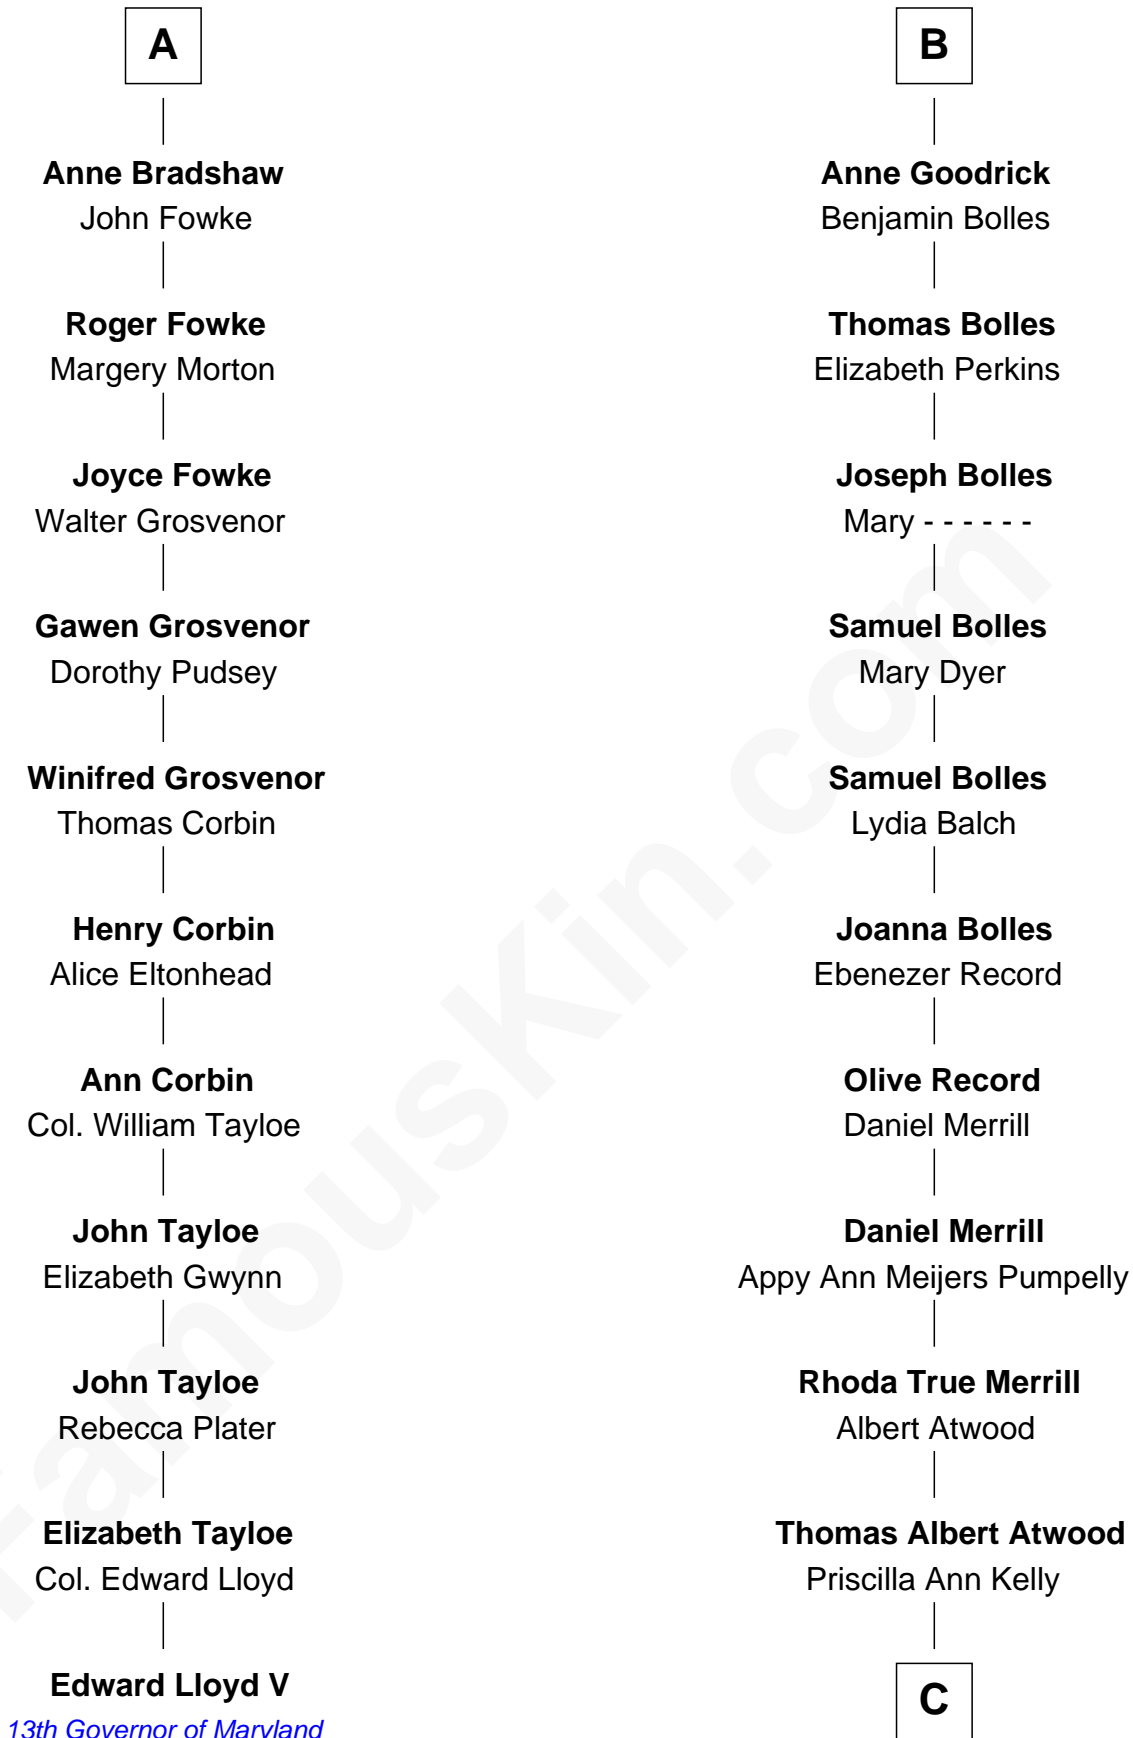 A
Anne Bradshaw
John Fowke
Roger Fowke
Margery Morton
Joyce Fowke
Walter Grosvenor
Gawen Grosvenor
Dorothy Pudsey
Winifred Grosvenor
Thomas Corbin
Henry Corbin
Alice Eltonhead
Ann Corbin
Col. William Tayloe
John Tayloe
Elizabeth Gwynn
John Tayloe
Rebecca Plater
Elizabeth Tayloe
Col. Edward Lloyd
Edward Lloyd V
13th Governor of Maryland
B
Anne Goodrick
Benjamin Bolles
Thomas Bolles
Elizabeth Perkins
Joseph Bolles
Mary - - - - - -
Samuel Bolles
Mary Dyer
Samuel Bolles
Lydia Balch
Joanna Bolles
Ebenezer Record
Olive Record
Daniel Merrill
Daniel Merrill
Appy Ann Meijers Pumpelly
Rhoda True Merrill
Albert Atwood
Thomas Albert Atwood
Priscilla Ann Kelly
C
FamousKin.com